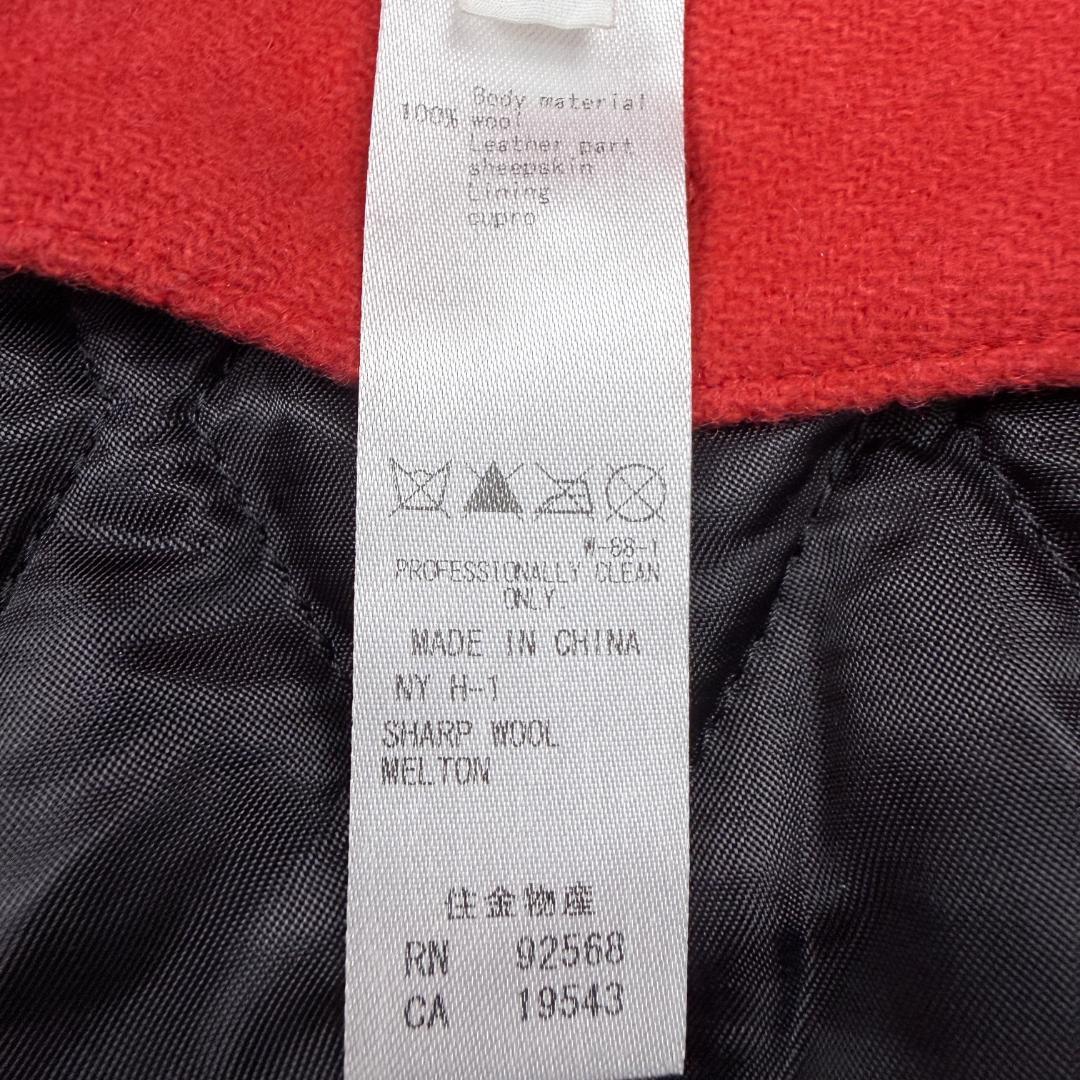 Body material
100% wool
Leather part
sheepskin
Lining
cupro
W-88-1
PROFESSIONALLY CLEAN
ONLY.
MADE IN CHINA
NY H-1
SHARP WOOL
MELTON
住金物産
RN 92568
CA 19543